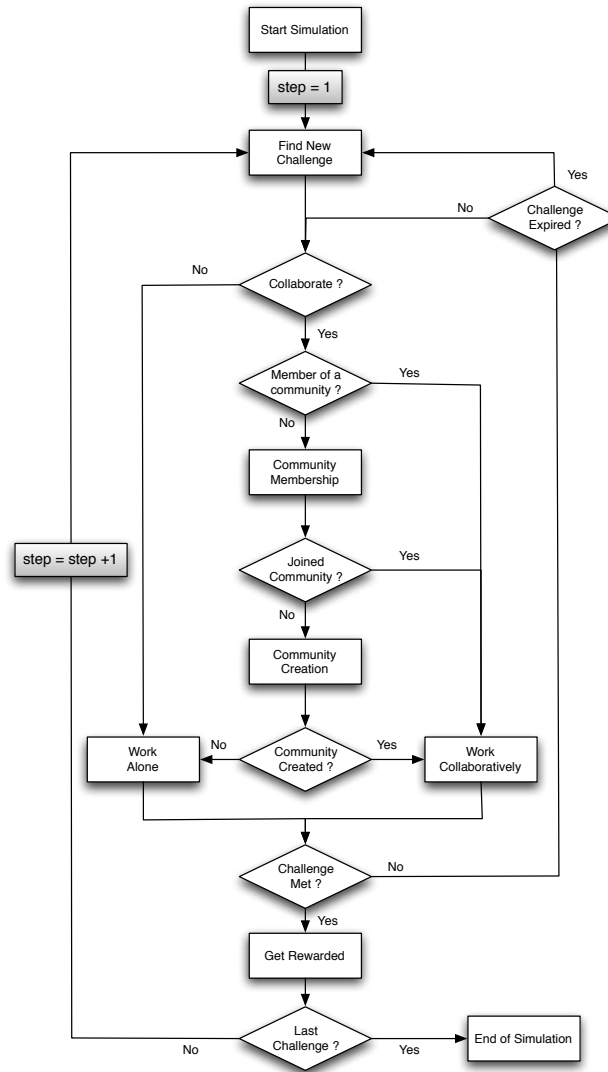 Start Simulation
step = 1
Find New
Challenge
Yes
No
Challenge
Expired ?
No
Collaborate ?
Yes
Member of a
community ?
Yes
No
Community
Membership
step = step +1
Joined
Community ?
Yes
No
Community
Creation
Work
Alone
No
Community
Created ?
Yes
Work
Collaboratively
Challenge
Met ?
No
Yes
Get Rewarded
No
Last
Challenge ?
Yes
End of Simulation